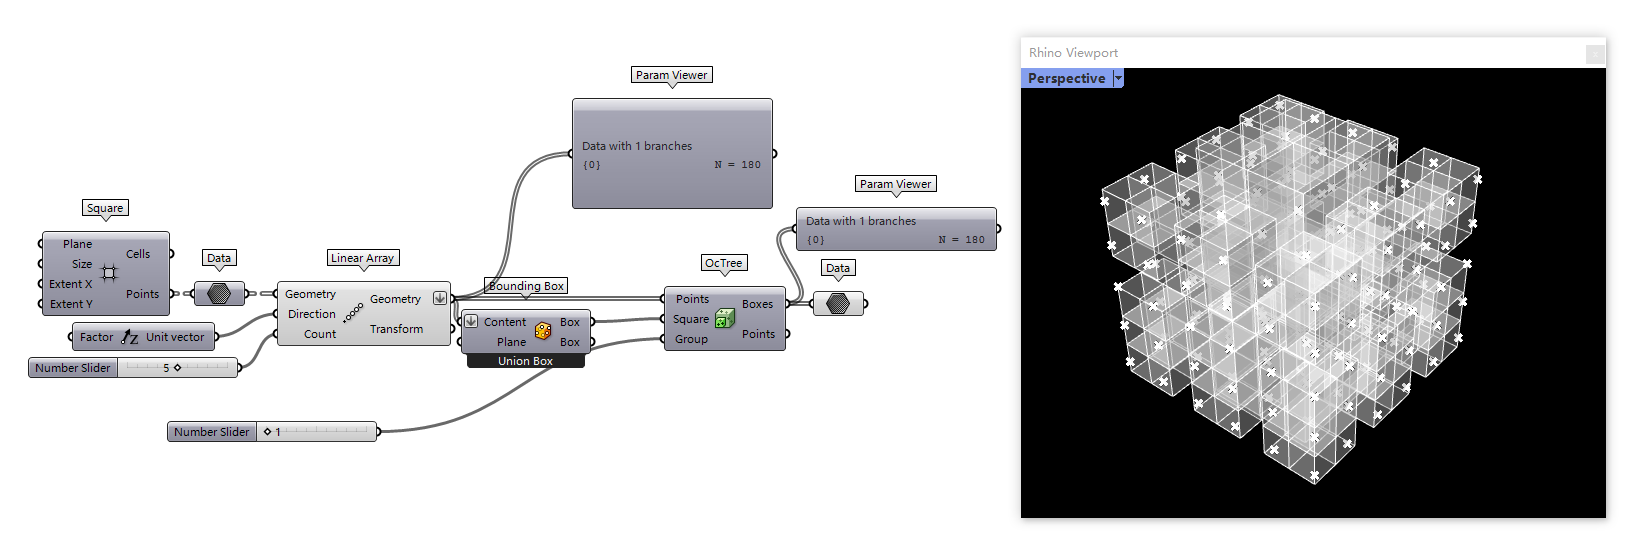 Rhino Viewport
Perspective
Param Viewer
Data with 1 branches
{0} N = 180
Param Viewer
Data with 1 branches
{0} N = 180
Square
Plane
Size
Extent X
Extent Y
Cells
Points
Data
Linear Array
Geometry
Direction
Count
Geometry
Transform
Factor Unit vector
Number Slider 5
Bounding Box
Content Box
Plane Box
Union Box
OcTree
Points
Square
Group
Boxes
Points
Data
Number Slider 1